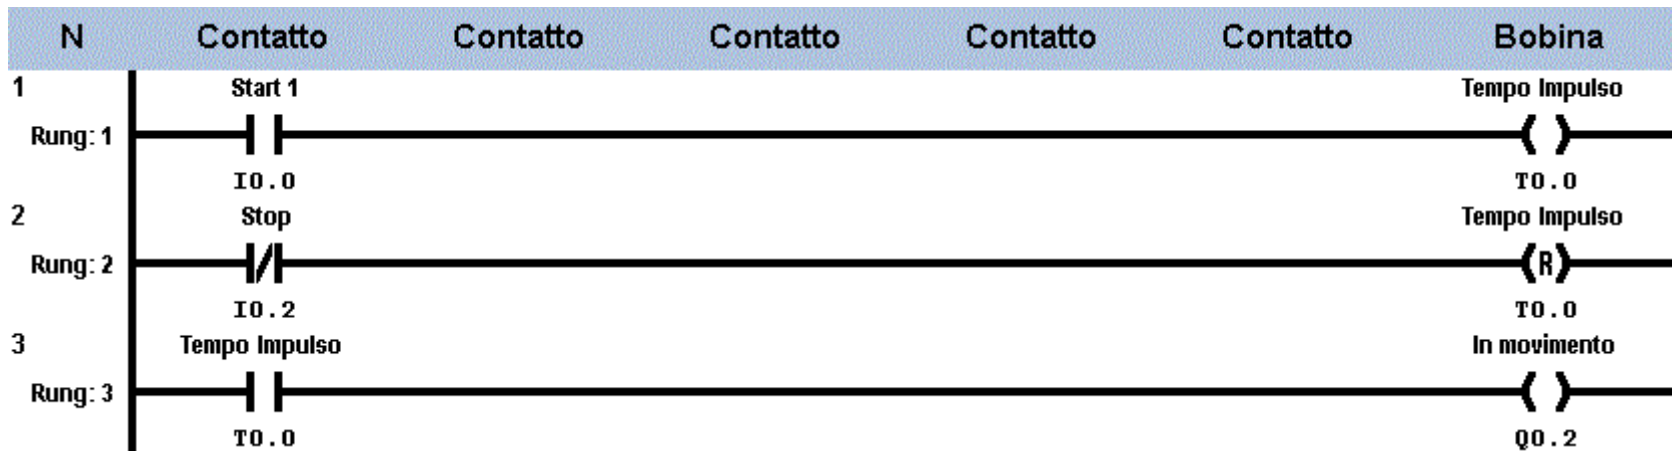 N Contatto Contatto Contatto Contatto Contatto Bobina
1 Start 1 Tempo Impulso
Rung: 1
I0.0 T0.0
2 Stop Tempo Impulso
Rung: 2 R
I0.2 T0.0
3 Tempo Impulso In movimento
Rung: 3
T0.0 Q0.2